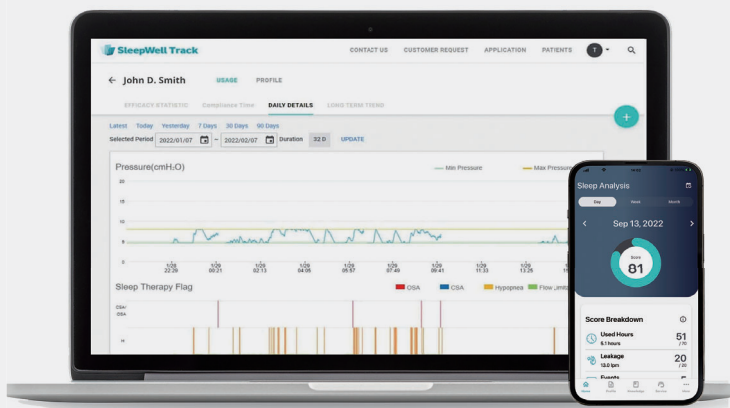 SleepWell Track
CONTACT US CUSTOMER REQUEST APPLICATION PATIENTS T
John D. Smith USAGE PROFILE
EFFICACY STATISTIC Compliance Time DAILY DETAILS LONG TERM TREND
Latest Today Yesterday 7 Days 30 Days 90 Days
Selected Period 2022/01/07 – 2022/02/07 Duration 32 D UPDATE
Pressure(cmH₂O) Min Pressure Max Pressure
20
15
10
5
0
1/28 1/29 1/29 1/29 1/29 1/29 1/29 1/29 1/29
22:20 00:21 02:13 04:05 05:57 07:49 09:41 11:33 13:25
Sleep Therapy Flag OSA CSA Hypopnea Flow
CSA/
OSA
H
Sleep Analysis
Day Week Month
Sep 13, 2022
Score
81
Score Breakdown
Used Hours 51
5.1 hours /70
Leakage 20
13.0 lpm /20
Events
Home